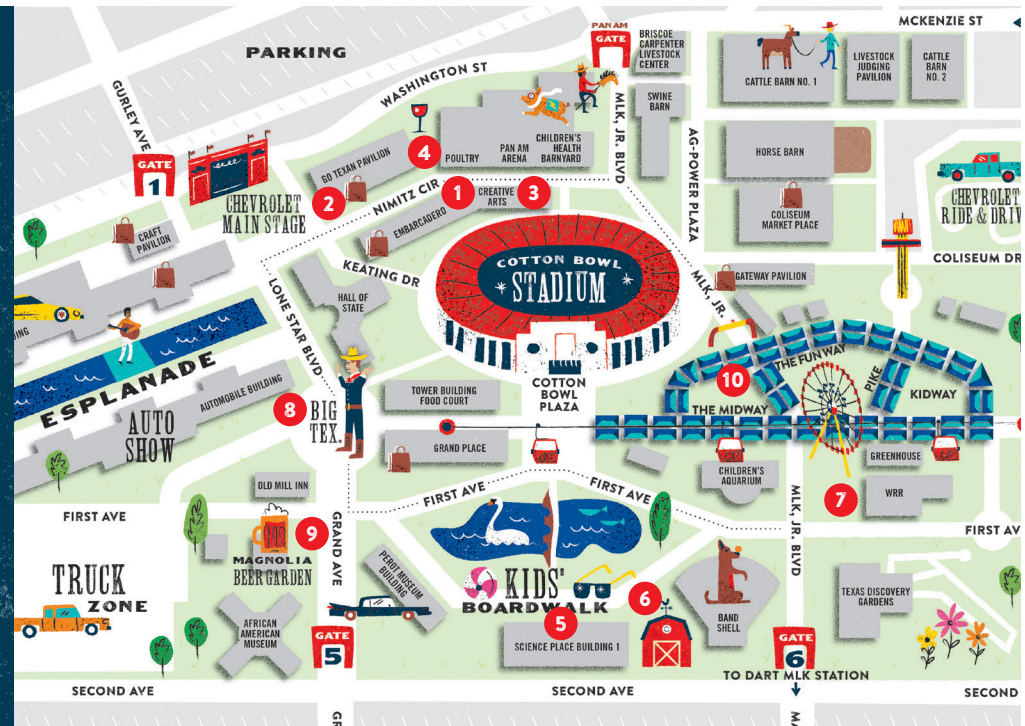 MCKENZIE ST
PAN AM
GATE
BRISCOE
CARPENTER
LIVESTOCK
CENTER
PARKING
WASHINGTON ST
GURLEY AVE
CATTLE BARN NO. 1
LIVESTOCK
JUDGING
PAVILION
CATTLE
BARN
NO. 2
SWINE
BARN
MLK, JR. BLVD
AG-POWER PLAZA
GATE
1
GO TEXAN PAVILION
4
POULTRY
PAN AM
ARENA
CHILDREN'S
HEALTH
BARNYARD
HORSE BARN
CHEVROLET
MAIN STAGE
2
NIMITZ CIR
1
CREATIVE
ARTS
3
EMBARCADERO
COLISEUM
MARKET PLACE
CHEVROLET
COLISEUM DR
CRAFT
PAVILION
KEATING DR
COTTON BOWL
STADIUM
GATEWAY PAVILION
MLK, JR.
HALL OF
STATE
LONE STAR BLVD
ESPLANADE
AUTOMOBILE BUILDING
AUTO
SHOW
8
BIG
TEX.
TOWER BUILDING
FOOD COURT
COTTON
BOWL
PLAZA
10
THE FUN WAY
THE MIDWAY
PIKE
KIDWAY
GRAND PLACE
GREENHOUSE
CHILDREN'S
AQUARIUM
7
WRR
OLD MILL INN
FIRST AVE
FIRST AVE
FIRST AVE
MLK, JR. BLVD
FIRST AV
GRAND AVE
9
MAGNOLIA
BEER GARDEN
PEROT MUSEUM
BUILDING
KIDS'
BOARDWALK
5
6
TRUCK
ZONE
AFRICAN
AMERICAN
MUSEUM
GATE
5
SCIENCE PLACE BUILDING 1
BAND
SHELL
GATE
6
TEXAS DISCOVERY
GARDENS
TO DART MLK STATION
SECOND AVE
SECOND AVE
SECOND